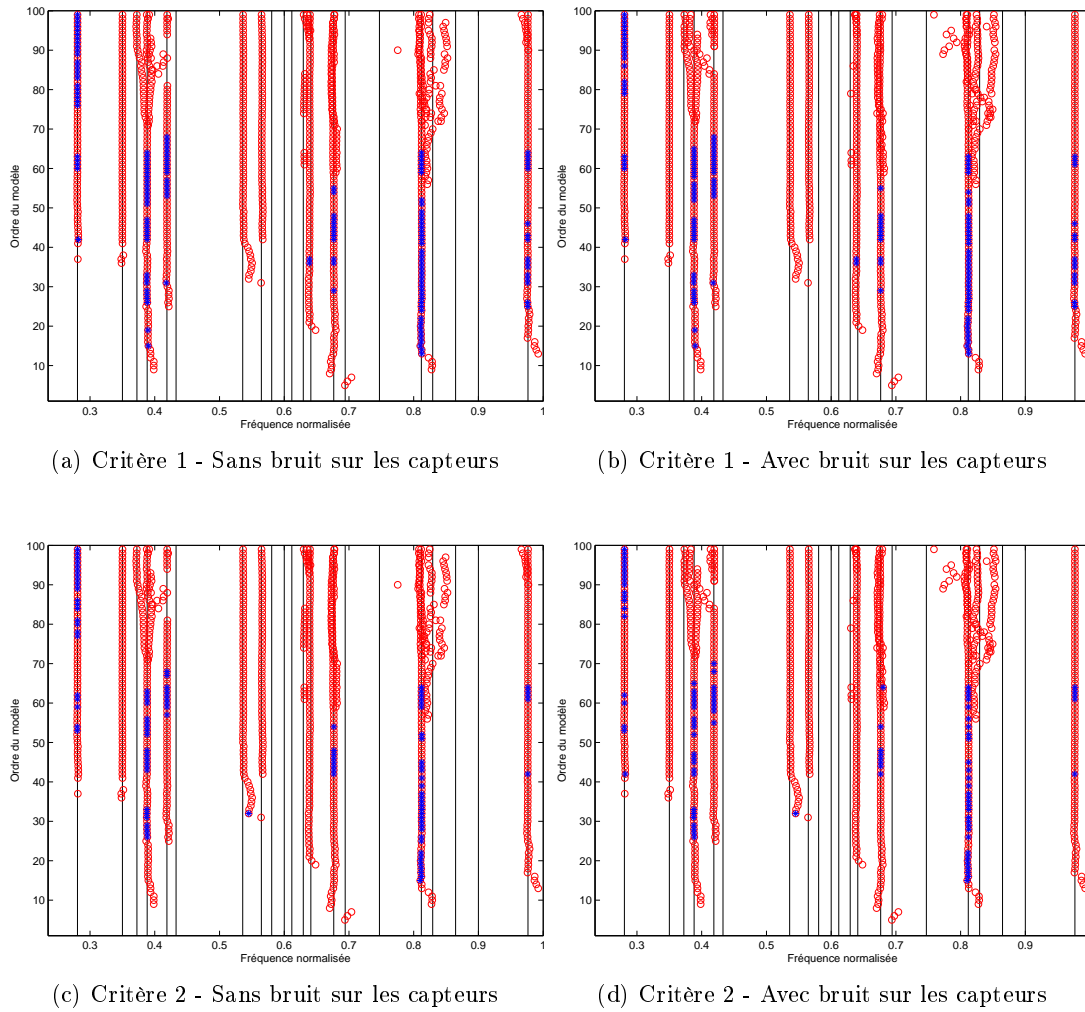 100
90
80
70
60
50
40
30
20
10
Ordre du modèle
0.3 0.4 0.5 0.6 0.7 0.8 0.9 1
Fréquence normalisée
(a) Critère 1 - Sans bruit sur les capteurs
100
90
80
70
60
50
40
30
20
10
Ordre du modèle
0.3 0.4 0.5 0.6 0.7 0.8 0.9
Fréquence normalisée
(b) Critère 1 - Avec bruit sur les capteurs
100
90
80
70
60
50
40
30
20
10
Ordre du modèle
0.3 0.4 0.5 0.6 0.7 0.8 0.9 1
Fréquence normalisée
(c) Critère 2 - Sans bruit sur les capteurs
100
90
80
70
60
50
40
30
20
10
Ordre du modèle
0.3 0.4 0.5 0.6 0.7 0.8 0.9
Fréquence normalisée
(d) Critère 2 - Avec bruit sur les capteurs